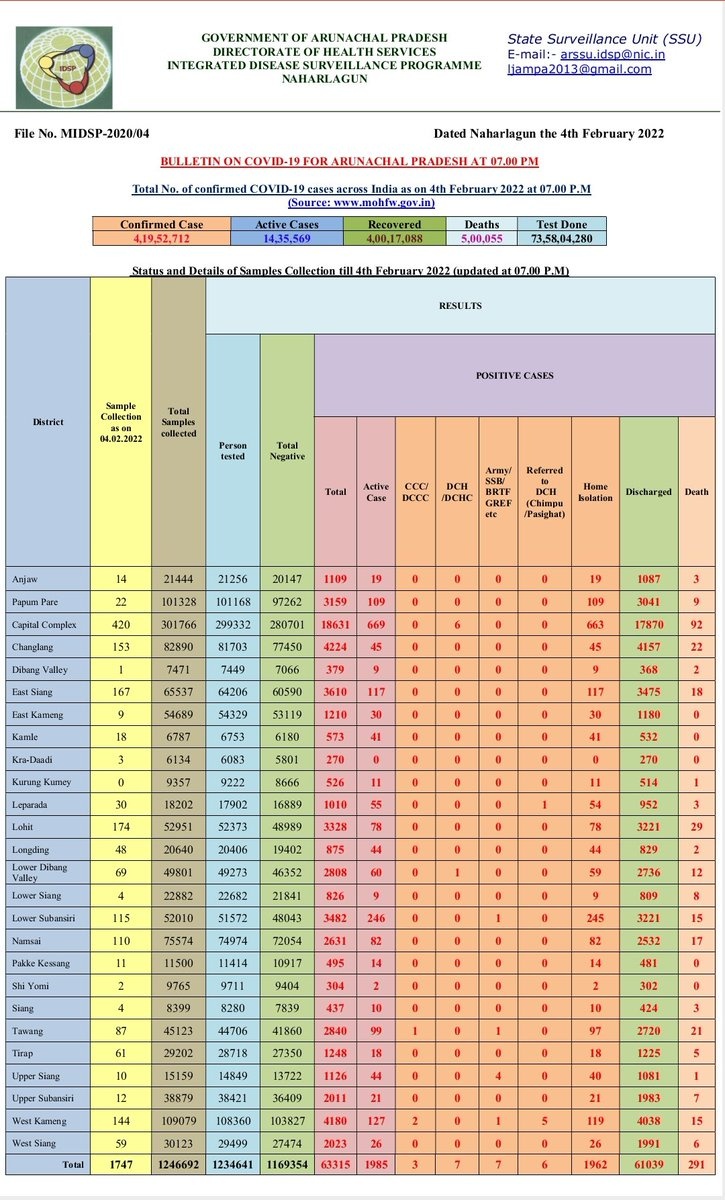 GOVERNMENT OF ARUNACHAL PRADESH
DIRECTORATE OF HEALTH SERVICES
INTEGRATED DISEASE SURVEILLANCE PROGRAMME
NAHARLAGUN
IDSP
State Surveillance Unit (SSU)
E-mail:- arssu.idsp@nic.in
ljampa2013@gmail.com
File No. MIDSP-2020/04 Dated Naharlagun the 4th February 2022
BULLETIN ON COVID-19 FOR ARUNACHAL PRADESH AT 07.00 PM
Total No. of confirmed COVID-19 cases across India as on 4th February 2022 at 07.00 P.M
(Source: www.mohfw.gov.in)
Confirmed Case Active Cases Recovered Deaths Test Done
4,19,52,712 14,35,569 4,00,17,088 5,00,055 73,58,04,280
Status and Details of Samples Collection till 4th February 2022 (updated at 07.00 P.M)
District
Sample
Collection
as on
04.02.2022
Total
Samples
collected
RESULTS
Person
tested
Total
Negative
POSITIVE CASES
Total
Active
Case
CCC/
DCCC
DCH
/DCHC
Army/
SSB/
BRTF
GREF
etc
Referred
to
DCH
(Chimpu
/Pasighat)
Home
Isolation
Discharged
Death
Anjaw 14 21444 21256 20147 1109 19 0 0 0 0 19 1087 3
Papum Pare 22 101328 101168 97262 3159 109 0 0 0 0 109 3041 9
Capital Complex 420 301766 299332 280701 18631 669 0 6 0 0 663 17870 92
Changlang 153 82890 81703 77450 4224 45 0 0 0 0 45 4157 22
Dibang Valley 1 7471 7449 7066 379 9 0 0 0 0 9 368 2
East Siang 167 65537 64206 60590 3610 117 0 0 0 0 117 3475 18
East Kameng 9 54689 54329 53119 1210 30 0 0 0 0 30 1180 0
Kamle 18 6787 6753 6180 573 41 0 0 0 0 41 532 0
Kra-Daadi 3 6134 6083 5801 270 0 0 0 0 0 0 270 0
Kurung Kumey 0 9357 9222 8666 526 11 0 0 0 0 11 514 1
Leparada 30 18202 17902 16889 1010 55 0 0 0 1 54 952 3
Lohit 174 52951 52373 48989 3328 78 0 0 0 0 78 3221 29
Longding 48 20640 20406 19402 875 44 0 0 0 0 44 829 2
Lower Dibang
Valley 69 49801 49273 46352 2808 60 0 1 0 0 59 2736 12
Lower Siang 4 22882 22682 21841 826 9 0 0 0 0 9 809 8
Lower Subansiri 115 52010 51572 48043 3482 246 0 0 1 0 245 3221 15
Namsai 110 75574 74974 72054 2631 82 0 0 0 0 82 2532 17
Pakke Kessang 11 11500 11414 10917 495 14 0 0 0 0 14 481 0
Shi Yomi 2 9765 9711 9404 304 2 0 0 0 0 2 302 0
Siang 4 8399 8280 7839 437 10 0 0 0 0 10 424 3
Tawang 87 45123 44706 41860 2840 99 1 0 1 0 97 2720 21
Tirap 61 29202 28718 27350 1248 18 0 0 0 0 18 1225 5
Upper Siang 10 15159 14849 13722 1126 44 0 0 4 0 40 1081 1
Upper Subansiri 12 38879 38421 36409 2011 21 0 0 0 0 21 1983 7
West Kameng 144 109079 108360 103827 4180 127 2 0 1 5 119 4038 15
West Siang 59 30123 29499 27474 2023 26 0 0 0 0 26 1991 6
Total 1747 1246692 1234641 1169354 63315 1985 3 7 7 6 1962 61039 291